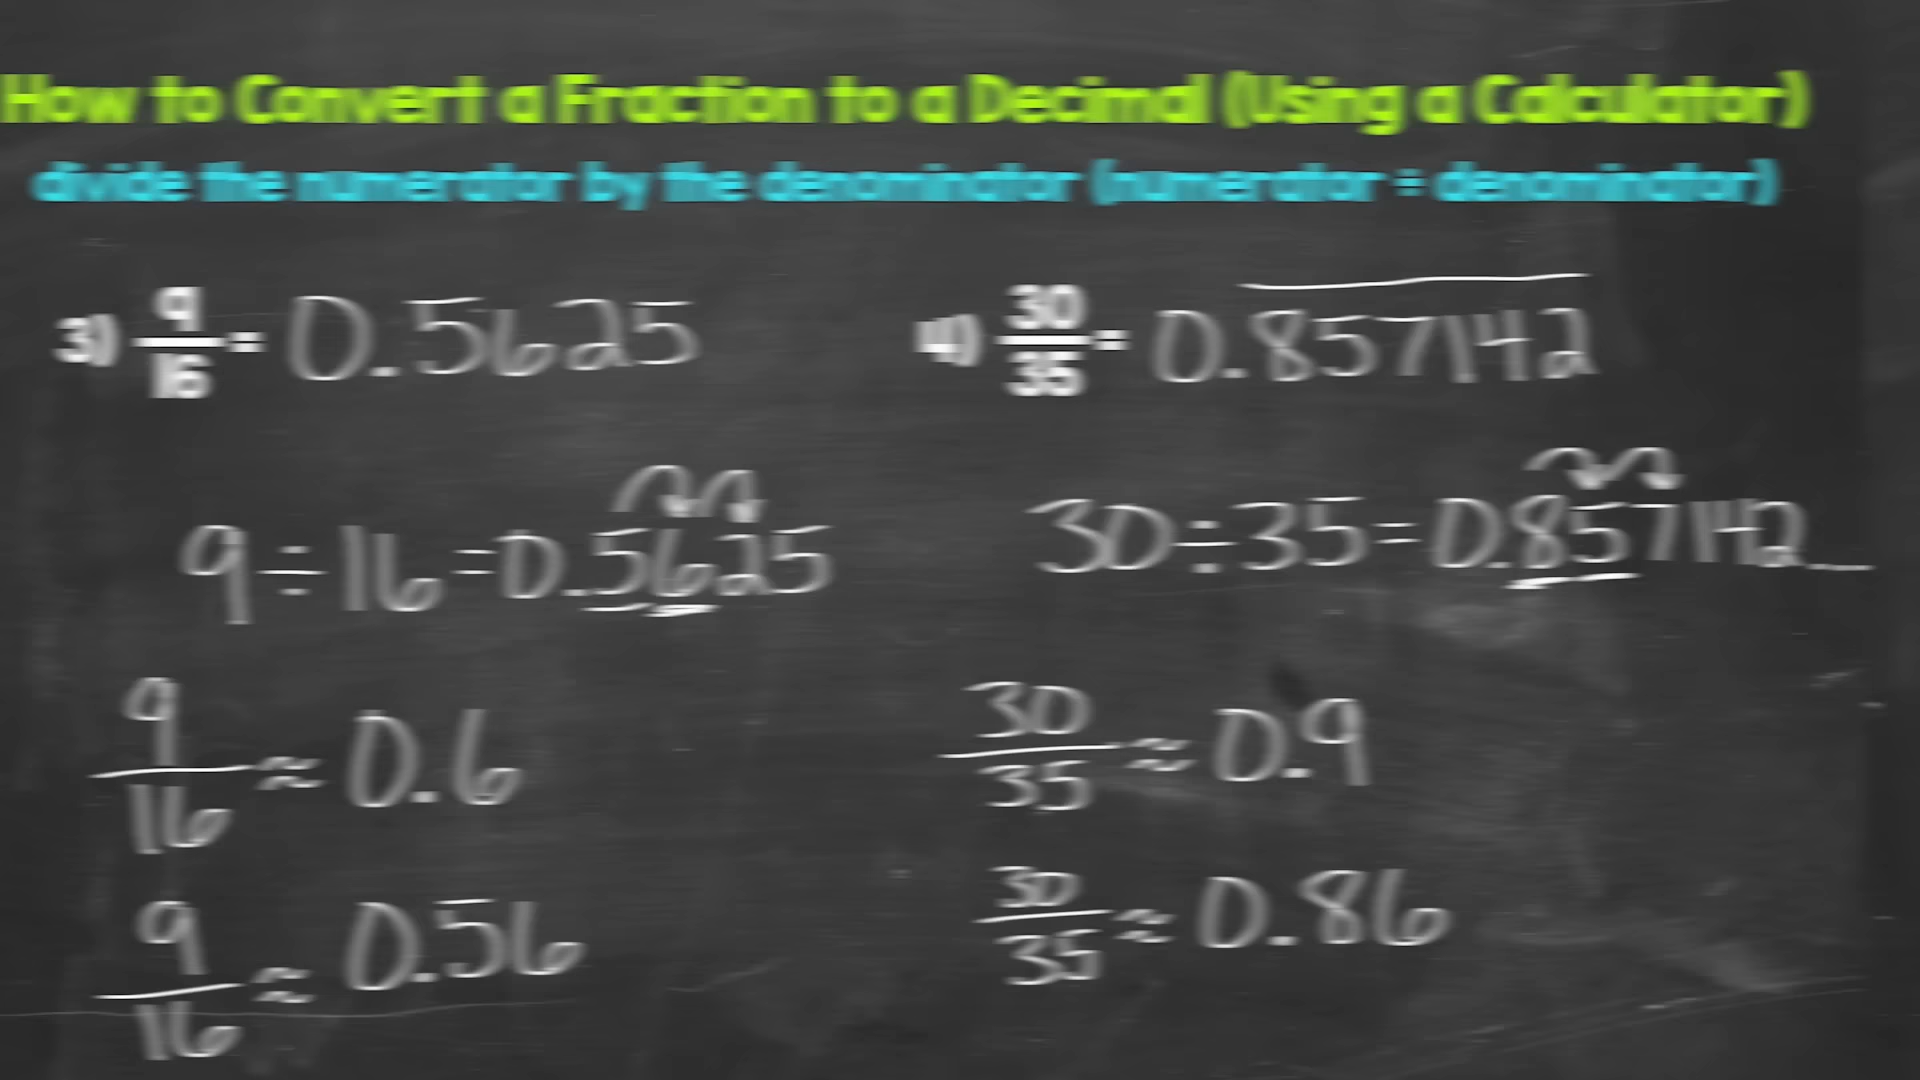 How to Convert a Fraction to a Decimal (Using a Calculator)
divide the numerator by the denominator (numerator ÷ denominator)
3) 9/16 = 0.5625
4) 30/35 = 0.857142
9 ÷ 16 = 0.5625
30 ÷ 35 = 0.857142...
9/16 ≈ 0.6
30/35 ≈ 0.9
9/16 ≈ 0.56
30/35 ≈ 0.86